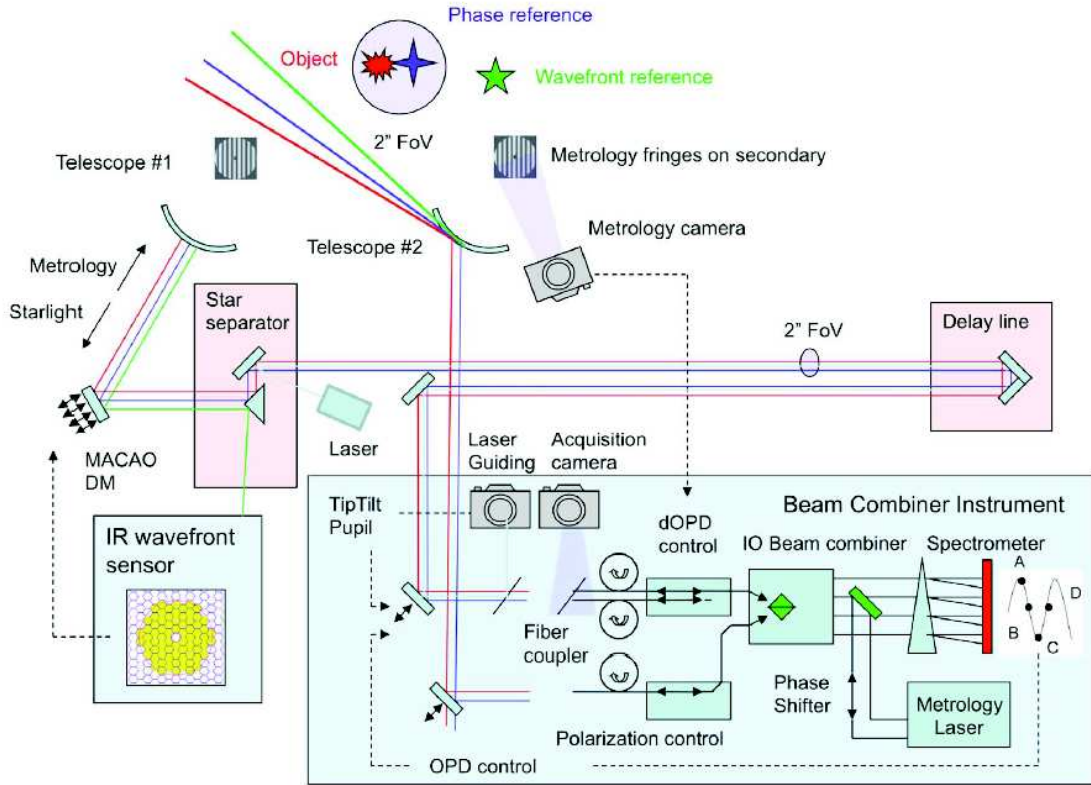 Phase reference
Object
Wavefront reference
2" FoV
Telescope #1
Metrology fringes on secondary
Telescope #2
Metrology camera
Metrology
Starlight
Star
separator
2" FoV
Delay line
MACAO
DM
Laser
Laser
Guiding
Acquisition
camera
TipTilt
Pupil
dOPD
control
Beam Combiner Instrument
IR wavefront
sensor
IO Beam combiner
Spectrometer
A
D
B
C
Fiber
coupler
Phase
Shifter
Metrology
Laser
Polarization control
OPD control